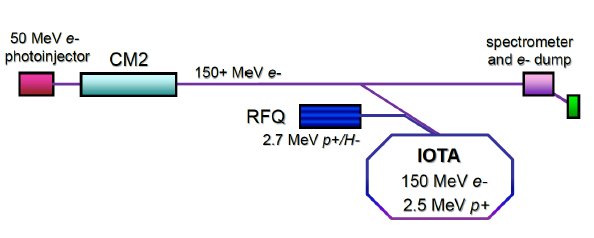 50 MeV e-
photoinjector
CM2
150+ MeV e-
spectrometer
and e- dump
RFQ
2.7 MeV p+/H-
IOTA
150 MeV e-
2.5 MeV p+